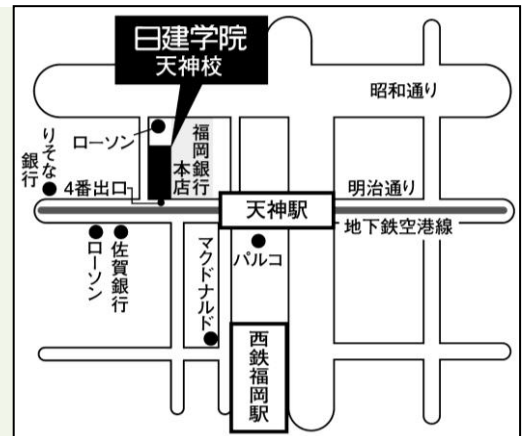 日建学院
天神校
昭和通り
ローソン
福岡銀行
本店
りそな
銀行
4番出口
明治通り
天神駅
地下鉄空港線
ローソン
佐賀銀行
マクドナルド
パルコ
西鉄福岡駅